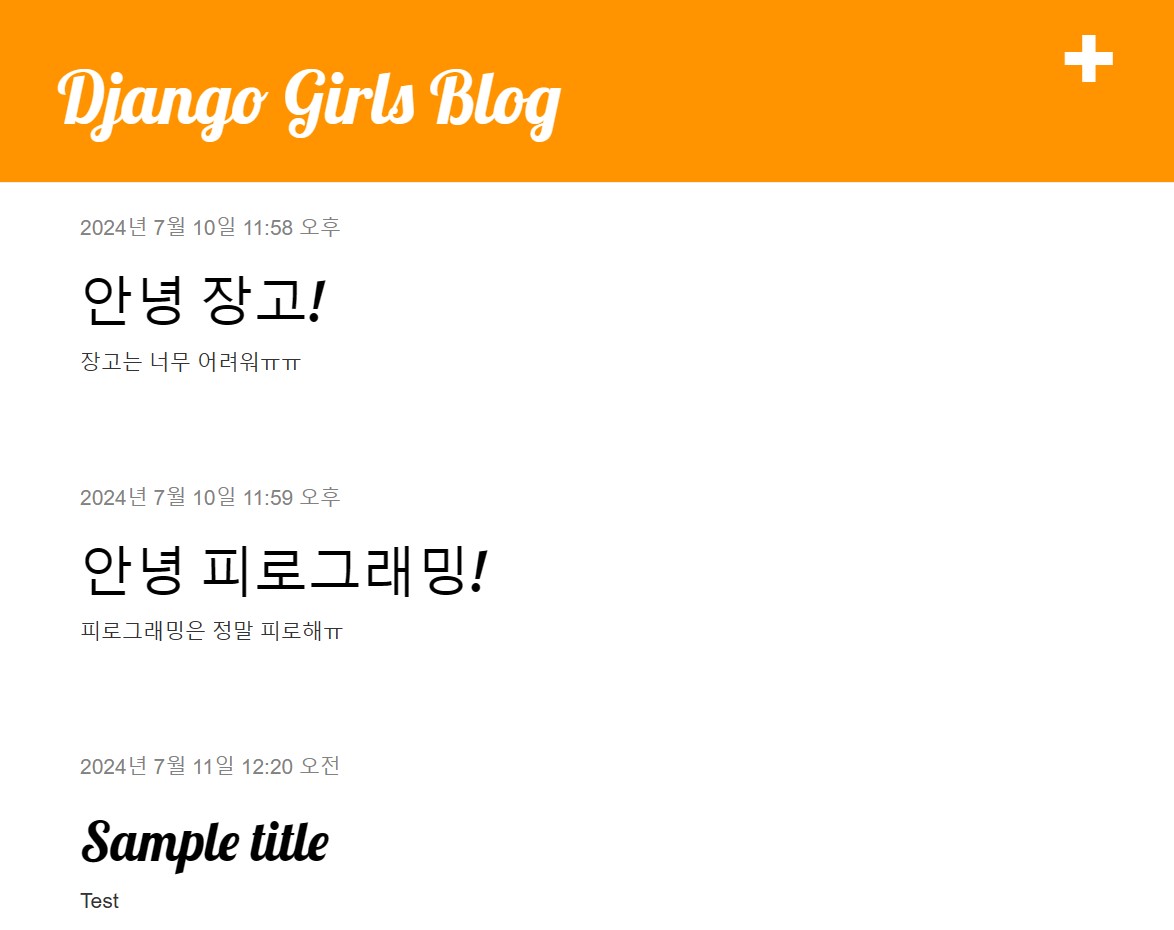 Django Girls Blog
2024년 7월 10일 11:58 오후
안녕 장고!
장고는 너무 어려워ㅠㅠ
2024년 7월 10일 11:59 오후
안녕 피로그래밍!
피로그래밍은 정말 피로해ㅠ
2024년 7월 11일 12:20 오전
Sample title
Test